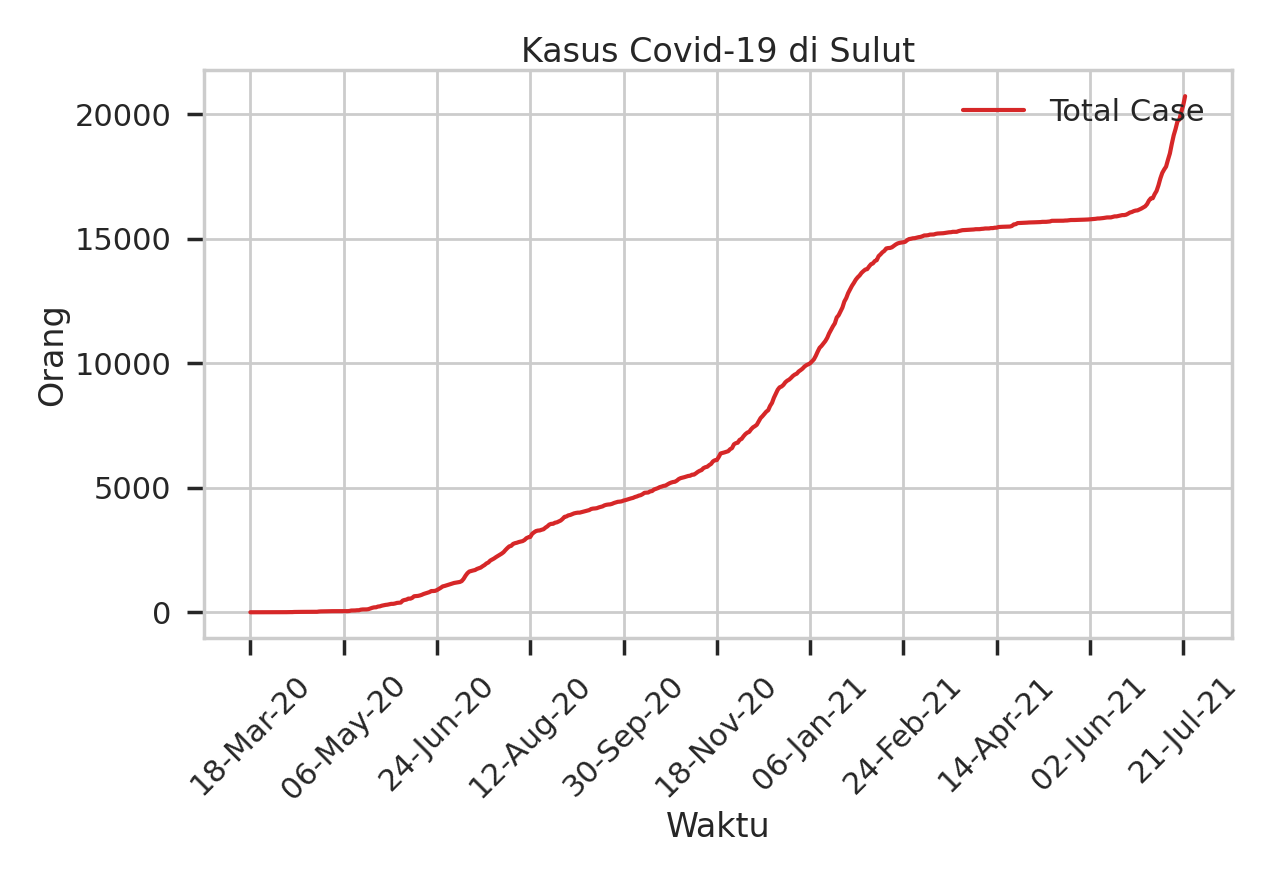 Kasus Covid-19 di Sulut
Total Case
Orang
20000
15000
10000
5000
0
18-Mar-20
06-May-20
24-Jun-20
12-Aug-20
30-Sep-20
18-Nov-20
06-Jan-21
24-Feb-21
14-Apr-21
02-Jun-21
21-Jul-21
Waktu